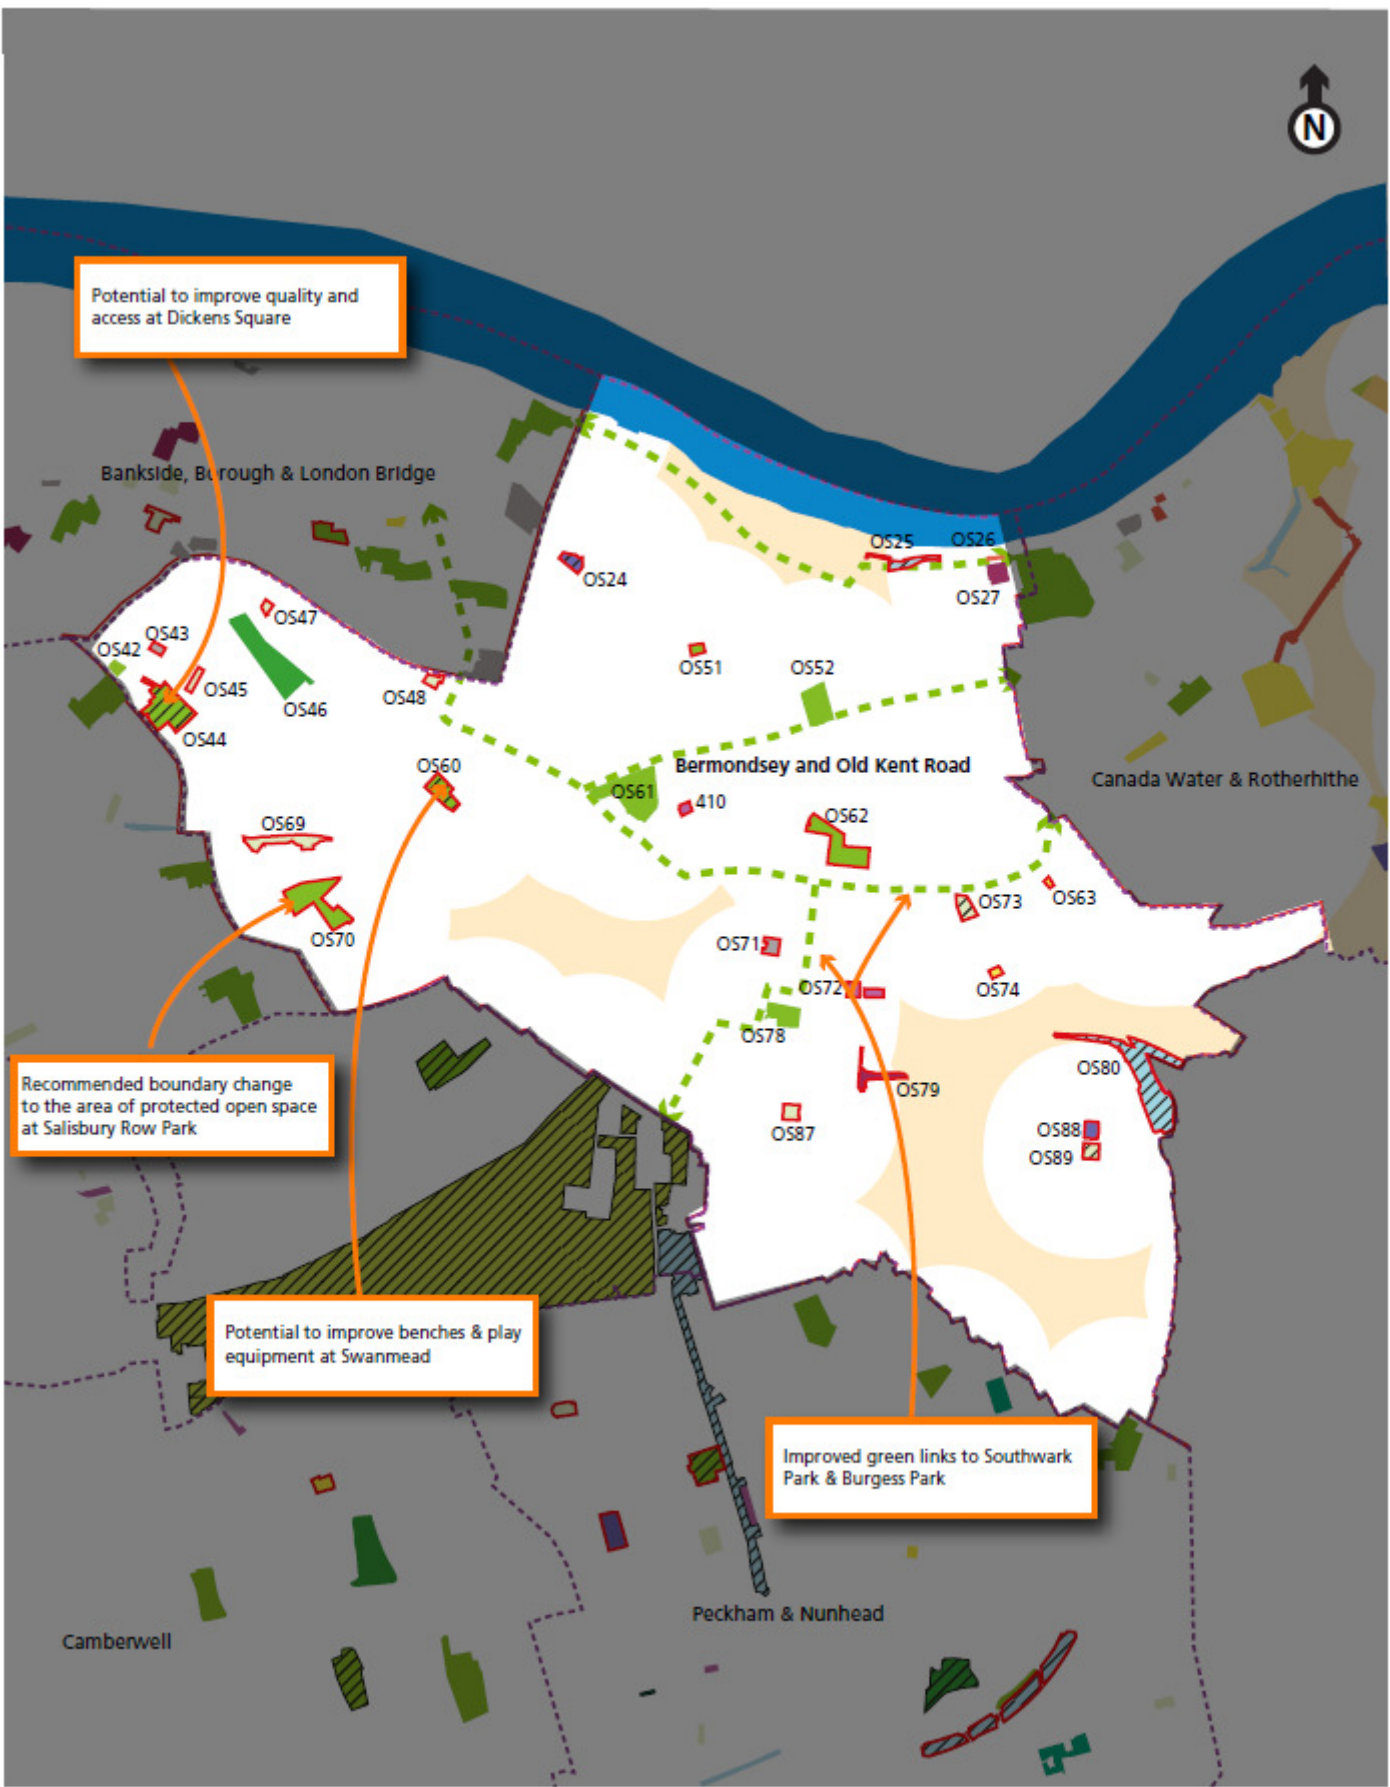 N
Potential to improve quality and
access at Dickens Square
Bankside, Borough & London Bridge
OS25
OS26
OS24
OS27
OS47
OS43
OS42
OS51
OS52
OS45
OS48
OS46
OS44
OS60
Bermondsey and Old Kent Road
Canada Water & Rotherhithe
OS61
410
OS62
OS69
OS63
OS73
OS70
OS71
OS72
OS74
OS78
OS80
Recommended boundary change
to the area of protected open space
at Salisbury Row Park
OS79
OS87
OS88
OS89
Potential to improve benches & play
equipment at Swanmead
Improved green links to Southwark
Park & Burgess Park
Peckham & Nunhead
Camberwell